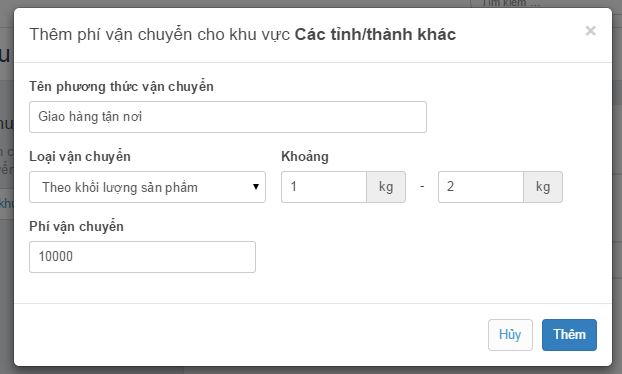 Tìm kiếm ...
Thêm phí vận chuyển cho khu vực Các tỉnh/thành khác
×
Tên phương thức vận chuyển
Giao hàng tận nơi
Loại vận chuyển Khoảng
Theo khối lượng sản phẩm 1 kg - 2 kg
Phí vận chuyển
10000
Hủy Thêm